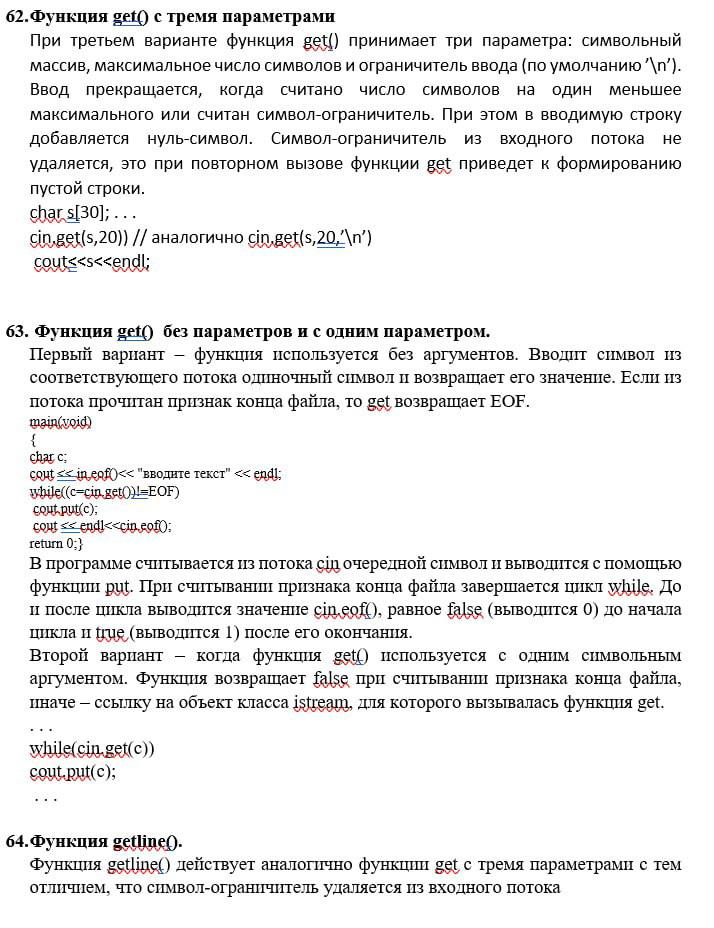 62.Функция get() с тремя параметрами
При третьем варианте функция get() принимает три параметра: символьный
массив, максимальное число символов и ограничитель ввода (по умолчанию ’\n’).
Ввод прекращается, когда считано число символов на один меньшее
максимального или считан символ-ограничитель. При этом в вводимую строку
добавляется нуль-символ. Символ-ограничитель из входного потока не
удаляется, это при повторном вызове функции get приведет к формированию
пустой строки.
char s[30]; . . .
cin.get(s,20)) // аналогично cin.get(s,20,’\n’)
cout<<s<<endl;
63. Функция get() без параметров и с одним параметром.
Первый вариант – функция используется без аргументов. Вводит символ из
соответствующего потока одиночный символ и возвращает его значение. Если из
потока прочитан признак конца файла, то get возвращает EOF.
main(void)
{
char c;
cout << in.eof()<< "вводите текст" << endl;
while((c=cin.get())!=EOF)
cout.put(c);
cout << endl<<cin.eof();
return 0;}
В программе считывается из потока cin очередной символ и выводится с помощью
функции put. При считывании признака конца файла завершается цикл while. До
и после цикла выводится значение cin.eof(), равное false (выводится 0) до начала
цикла и true (выводится 1) после его окончания.
Второй вариант – когда функция get() используется с одним символьным
аргументом. Функция возвращает false при считывании признака конца файла,
иначе – ссылку на объект класса istream, для которого вызывалась функция get.
. . .
while(cin.get(c))
cout.put(c);
. . .
64.Функция getline().
Функция getline() действует аналогично функции get с тремя параметрами с тем
отличием, что символ-ограничитель удаляется из входного потока